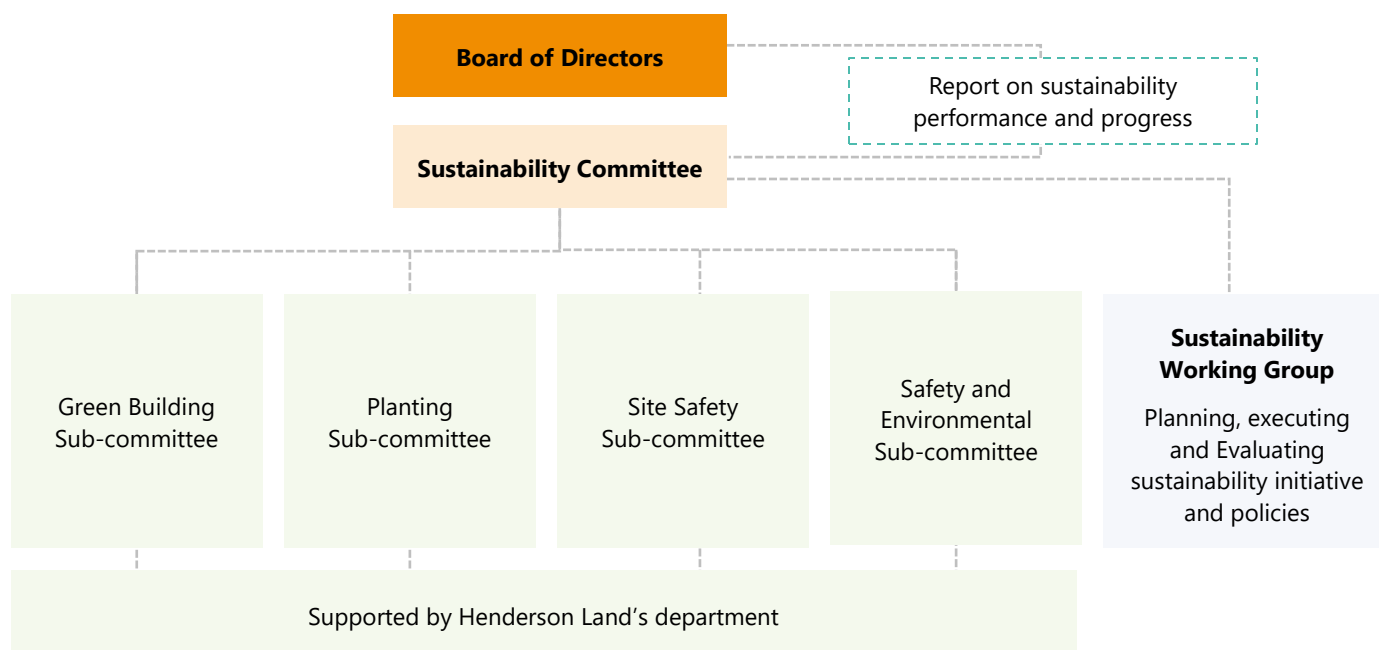 Board of Directors
Report on sustainability
performance and progress
Sustainability Committee
Green Building
Sub-committee
Planting
Sub-committee
Site Safety
Sub-committee
Safety and
Environmental
Sub-committee
Sustainability
Working Group
Planning, executing
and Evaluating
sustainability initiative
and policies
Supported by Henderson Land’s department